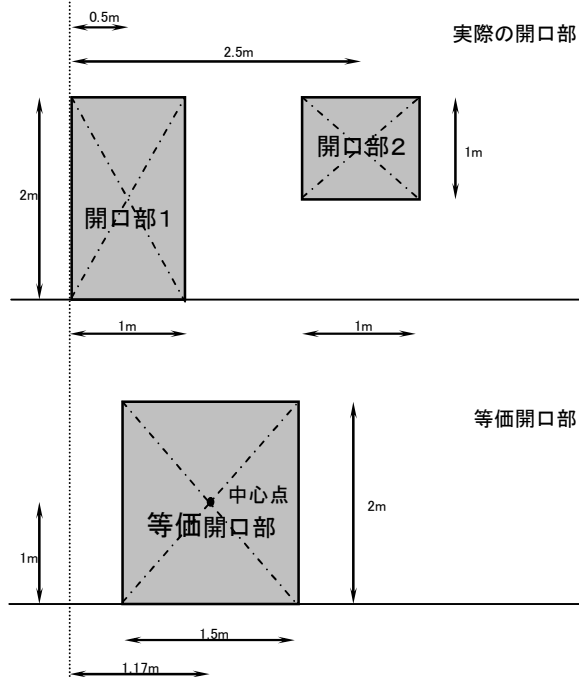 0.5m
実際の開口部
2.5m
開口部2
1m
2m
開口部1
1m
1m
等価開口部
中心点
2m
等価開口部
1m
1.5m
1.17m